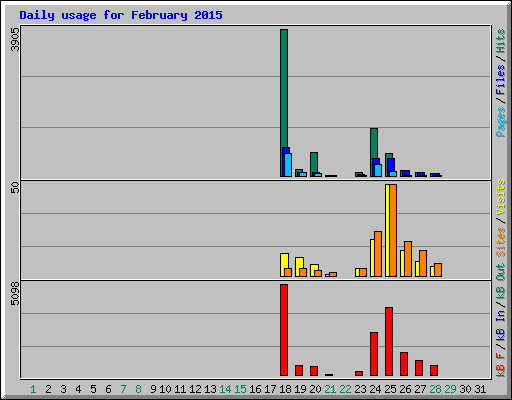 Daily usage for February 2015
3905
Pages/Files/Hits
50
Sites/Visits
5098
kB F/kB In/kB Out
1 2 3 4 5 6 7 8 9 10 11 12 13 14 15 16 17 18 19 20 21 22 23 24 25 26 27 28 29 30 31